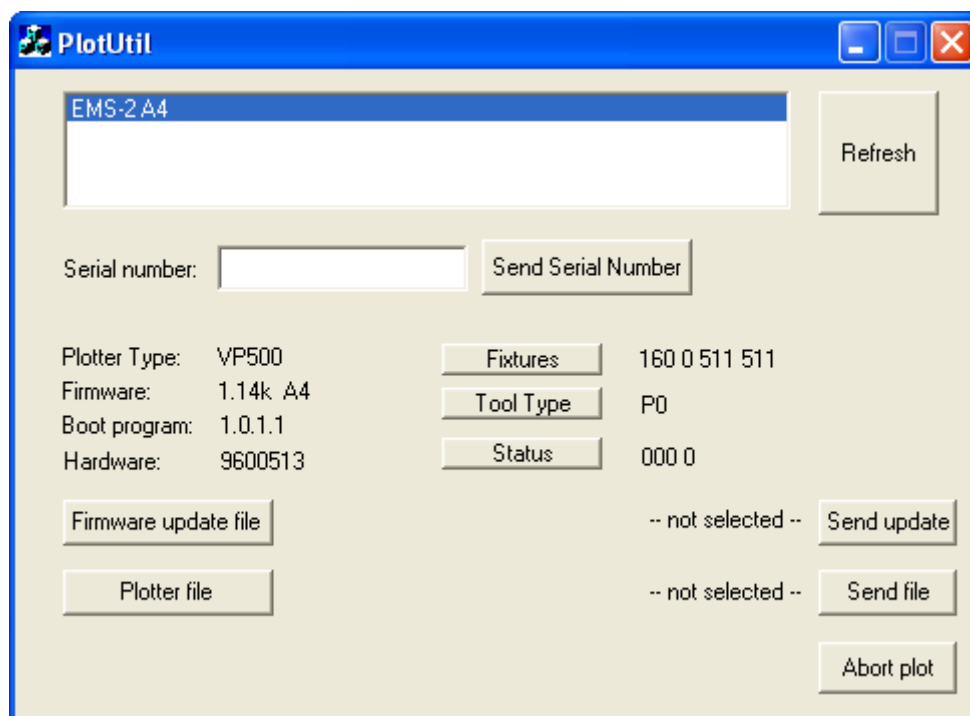 PlotUtil
EMS-2 A4
Refresh
Serial number: Send Serial Number
Plotter Type: VP500 Fixtures 160 0 511 511
Firmware: 1.14k A4 Tool Type P0
Boot program: 1.0.1.1
Hardware: 9600513 Status 000 0
Firmware update file -- not selected -- Send update
Plotter file -- not selected -- Send file
Abort plot